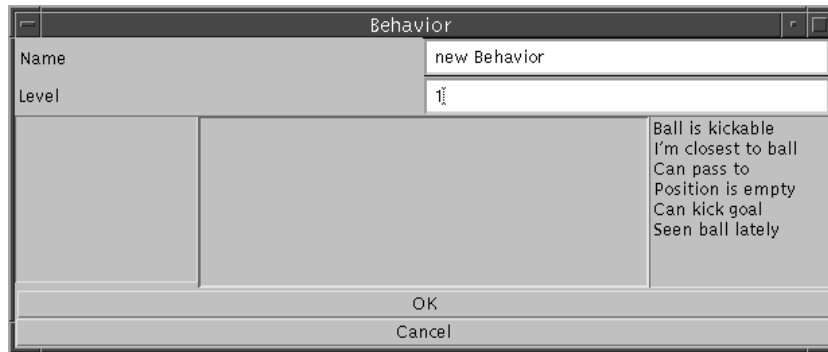 Behavior
Name
new Behavior
Level
1
Ball is kickable
I'm closest to ball
Can pass to
Position is empty
Can kick goal
Seen ball lately
OK
Cancel